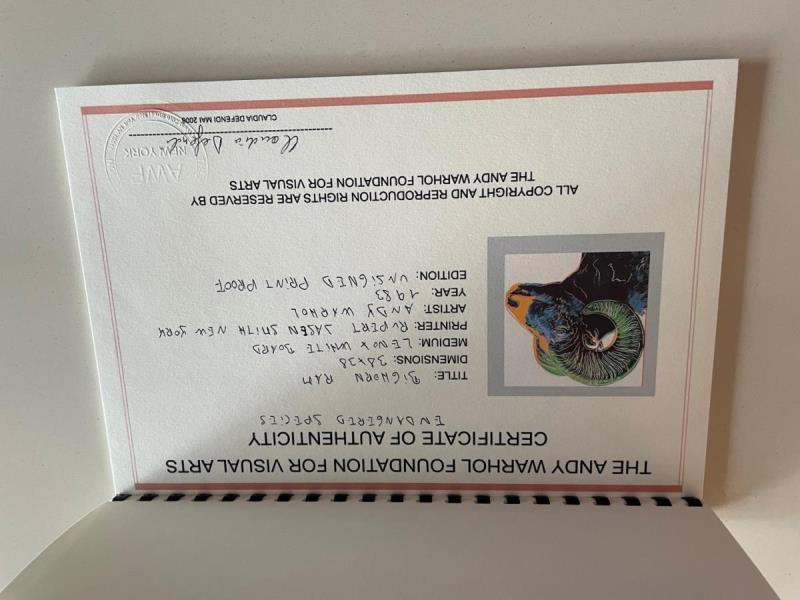 THE ANDY WARHOL FOUNDATION FOR VISUAL ARTS
CERTIFICATE OF AUTHENTICITY
ENDANGERED SPECIES
TITLE: BIGHORN RAM
DIMENSIONS: 38x38
MEDIUM: LENOX WHITE BOARD
PRINTER: RUPERT JASEN SMITH NEW YORK
ARTIST: ANDY WARHOL
YEAR: 1983
EDITION: UNSIGNED PRINT PROOF
ALL COPYRIGHT AND REPRODUCTION RIGHTS ARE RESERVED BY
THE ANDY WARHOL FOUNDATION FOR VISUAL ARTS
Claudia Defendi
CLAUDIA DEFENDI MAI 2006
AWF
NEW YORK